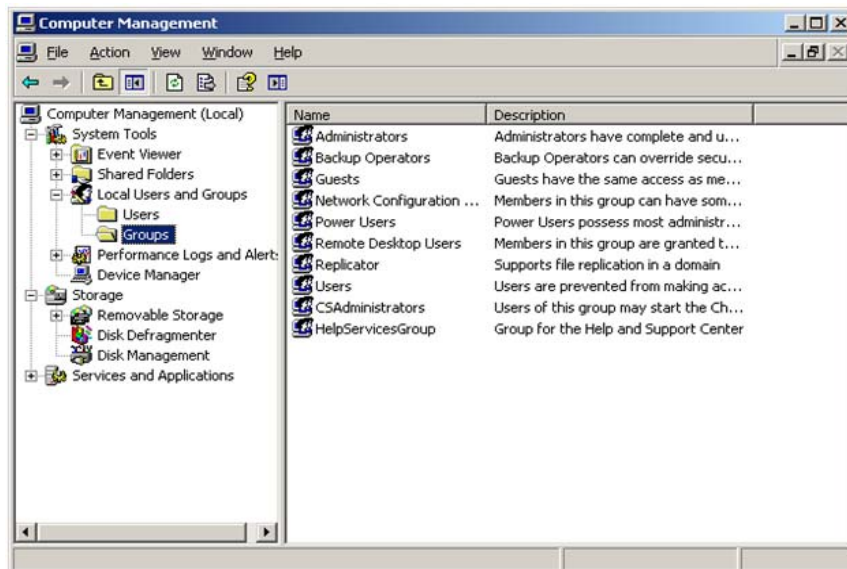 Computer Management
File Action View Window Help
Computer Management (Local)
System Tools
Event Viewer
Shared Folders
Local Users and Groups
Users
Groups
Performance Logs and Alert:
Device Manager
Storage
Removable Storage
Disk Defragmenter
Disk Management
Services and Applications
Name Description
Administrators Administrators have complete and u...
Backup Operators Backup Operators can override secu...
Guests Guests have the same access as me...
Network Configuration ... Members in this group can have som...
Power Users Power Users possess most administr...
Remote Desktop Users Members in this group are granted t...
Replicator Supports file replication in a domain
Users Users are prevented from making ac...
CSAdministrators Users of this group may start the Ch...
HelpServicesGroup Group for the Help and Support Center